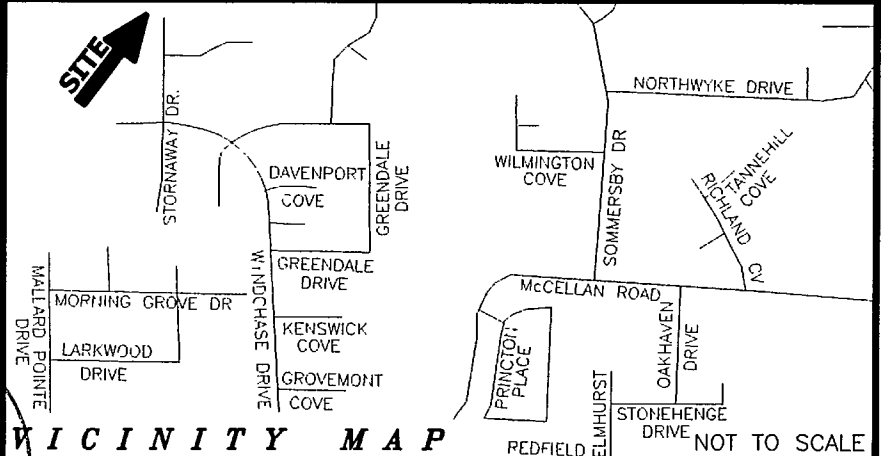 SITE
STORNAWAY DR.
DAVENPORT
COVE
GREENDALE
DRIVE
GREENDALE
DRIVE
WINDCHASE DRIVE
MALLARD POINTE
DRIVE
MORNING GROVE DR
LARKWOOD
DRIVE
KENSWICK
COVE
GROVEMONT
COVE
NORTHWYKE DRIVE
WILMINGTON
COVE
SOMMERSBY DR
TANNEHILL
COVE
RICHLAND CV
McCELLAN ROAD
PRINCTON
PLACE
OAKHAVEN
DRIVE
ELMHURST
STONEHENGE
DRIVE
REDFIELD
VICINITY MAP
NOT TO SCALE